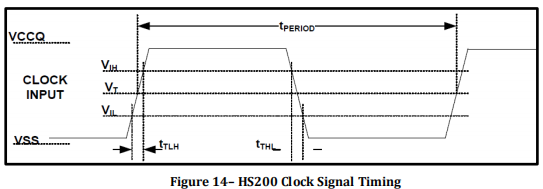 tPERIOD
VCCQ
VIH
CLOCK
INPUT
VT
VIL
VSS
tTLH
tTHL
Figure 14– HS200 Clock Signal Timing